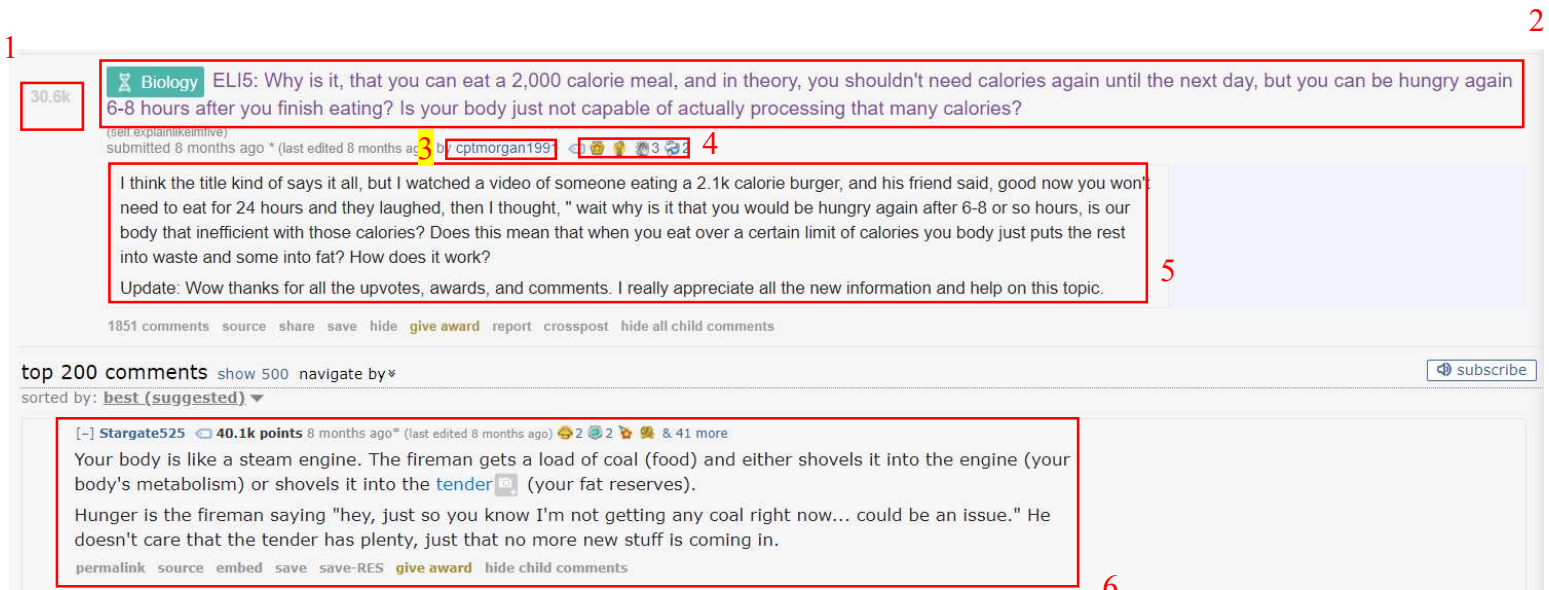 2
1
30.6k
Biology ELI5: Why is it, that you can eat a 2,000 calorie meal, and in theory, you shouldn't need calories again until the next day, but you can be hungry again
6-8 hours after you finish eating? Is your body just not capable of actually processing that many calories?
(self.explainlikeimfive)
submitted 8 months ago * (last edited 8 months ago) by cptmorgan1991 3 2
3
4
I think the title kind of says it all, but I watched a video of someone eating a 2.1k calorie burger, and his friend said, good now you won't
need to eat for 24 hours and they laughed, then I thought, " wait why is it that you would be hungry again after 6-8 or so hours, is our
body that inefficient with those calories? Does this mean that when you eat over a certain limit of calories you body just puts the rest
into waste and some into fat? How does it work?
Update: Wow thanks for all the upvotes, awards, and comments. I really appreciate all the new information and help on this topic.
5
1851 comments source share save hide give award report crosspost hide all child comments
top 200 comments show 500 navigate by
subscribe
sorted by: best (suggested)
[-] Stargate525 40.1k points 8 months ago* (last edited 8 months ago) 2 2 & 41 more
Your body is like a steam engine. The fireman gets a load of coal (food) and either shovels it into the engine (your
body's metabolism) or shovels it into the tender (your fat reserves).
Hunger is the fireman saying "hey, just so you know I'm not getting any coal right now... could be an issue." He
doesn't care that the tender has plenty, just that no more new stuff is coming in.
permalink source embed save save-RES give award hide child comments
6